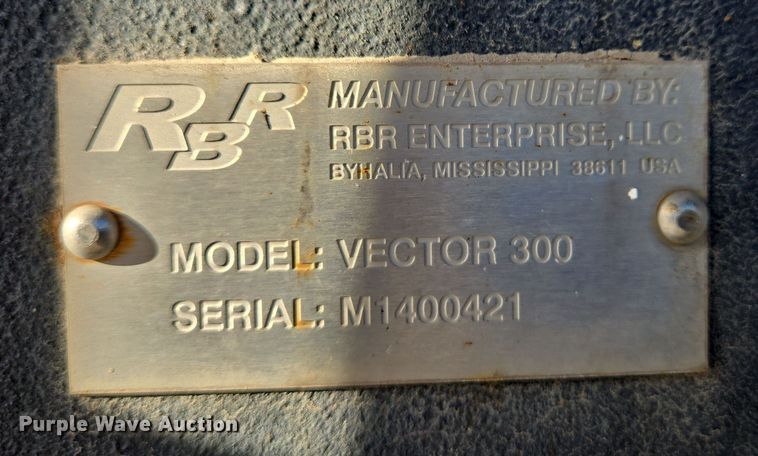 RBR
MANUFACTURED BY:
RBR ENTERPRISE, LLC
BYHALIA, MISSISSIPPI 38611 USA
MODEL: VECTOR 300
SERIAL: M1400421
Purple Wave Auction